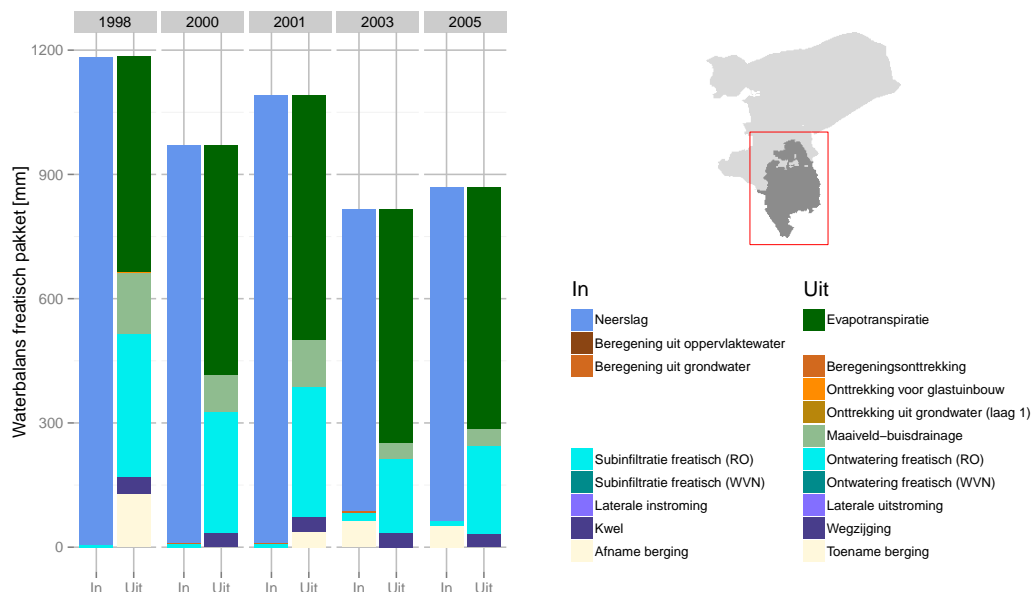 1998 2000 2001 2003 2005
Waterbalans freatisch pakket [mm]
1200
900
600
300
0
In Uit In Uit In Uit In Uit In Uit
In
Neerslag
Beregening uit oppervlaktewater
Beregening uit grondwater
Subinfiltratie freatisch (RO)
Subinfiltratie freatisch (WVN)
Laterale instroming
Kwel
Afname berging
Uit
Evapotranspiratie
Beregeningsonttrekking
Onttrekking voor glastuinbouw
Onttrekking uit grondwater (laag 1)
Maaiveld−buisdrainage
Ontwatering freatisch (RO)
Ontwatering freatisch (WVN)
Laterale uitstroming
Wegzijging
Toename berging